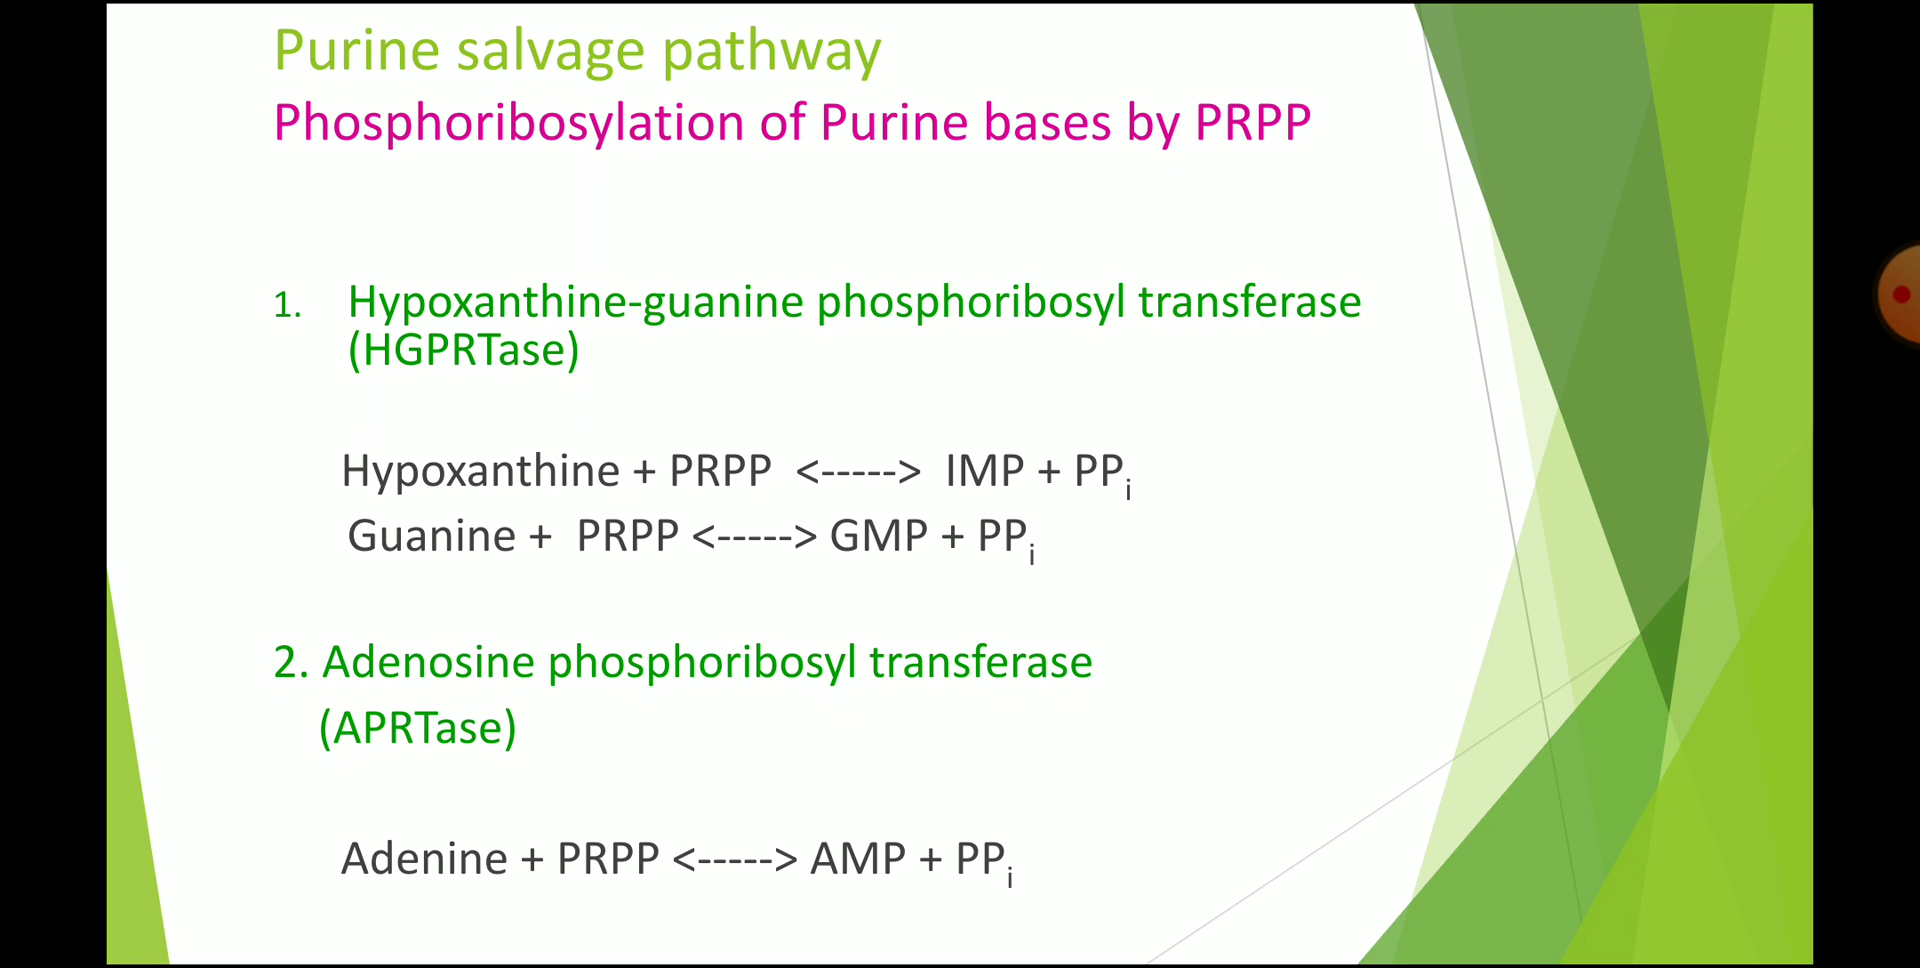 Purine salvage pathway
Phosphoribosylation of Purine bases by PRPP
1. Hypoxanthine-guanine phosphoribosyl transferase
(HGPRTase)
Hypoxanthine + PRPP <-----> IMP + PPi
Guanine + PRPP <-----> GMP + PPi
2. Adenosine phosphoribosyl transferase
(APRTase)
Adenine + PRPP <-----> AMP + PPi